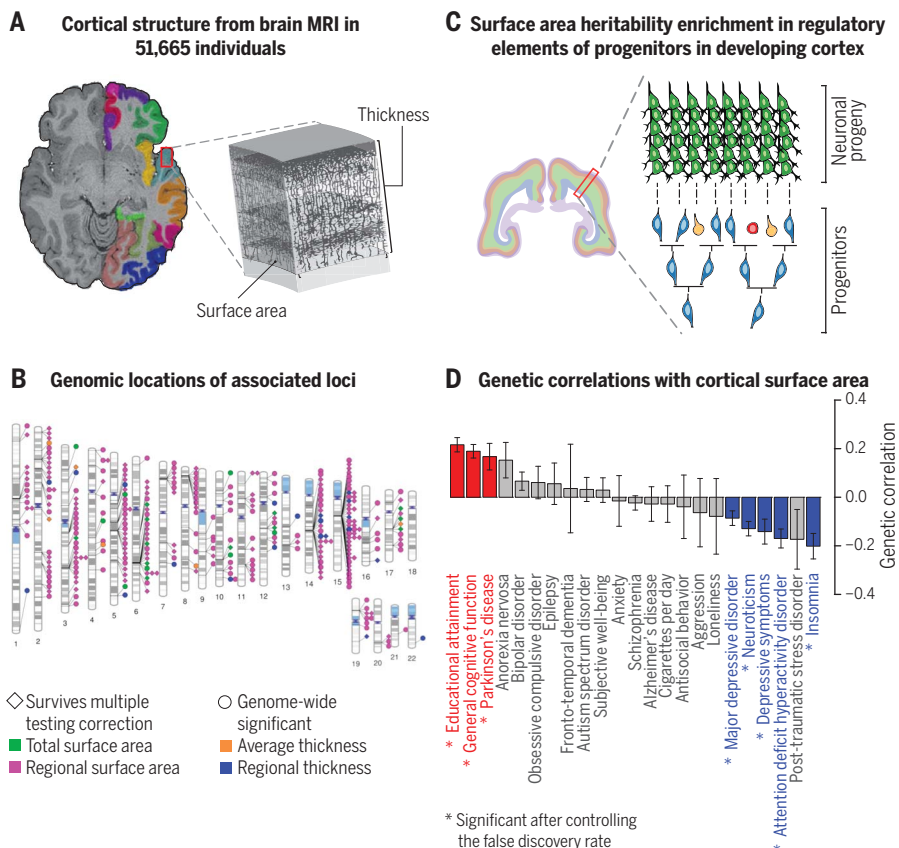 A Cortical structure from brain MRI in
51,665 individuals
Thickness
Surface area
B Genomic locations of associated loci
1
2
3
4
5
6
7
8
9
10
11
12
13
14
15
16
17
18
19
20
21
22
Survives multiple
testing correction
Total surface area
Regional surface area
Genome-wide
significant
Average thickness
Regional thickness
C Surface area heritability enrichment in regulatory
elements of progenitors in developing cortex
Neuronal
progeny
Progenitors
D Genetic correlations with cortical surface area
0.4
0.2
0.0
−0.2
−0.4
Genetic correlation
* Educational attainment
* General cognitive function
* Parkinson's disease
Anorexia nervosa
Bipolar disorder
Obsessive compulsive disorder
Epilepsy
Fronto-temporal dementia
Autism spectrum disorder
Subjective well-being
Anxiety
Schizophrenia
Alzheimer's disease
Cigarettes per day
Antisocial behavior
Aggression
Loneliness
* Major depressive disorder
* Neuroticism
* Depressive symptoms
* Attention deficit hyperactivity disorder
Post-traumatic stress disorder
* Insomnia
* Significant after controlling
the false discovery rate